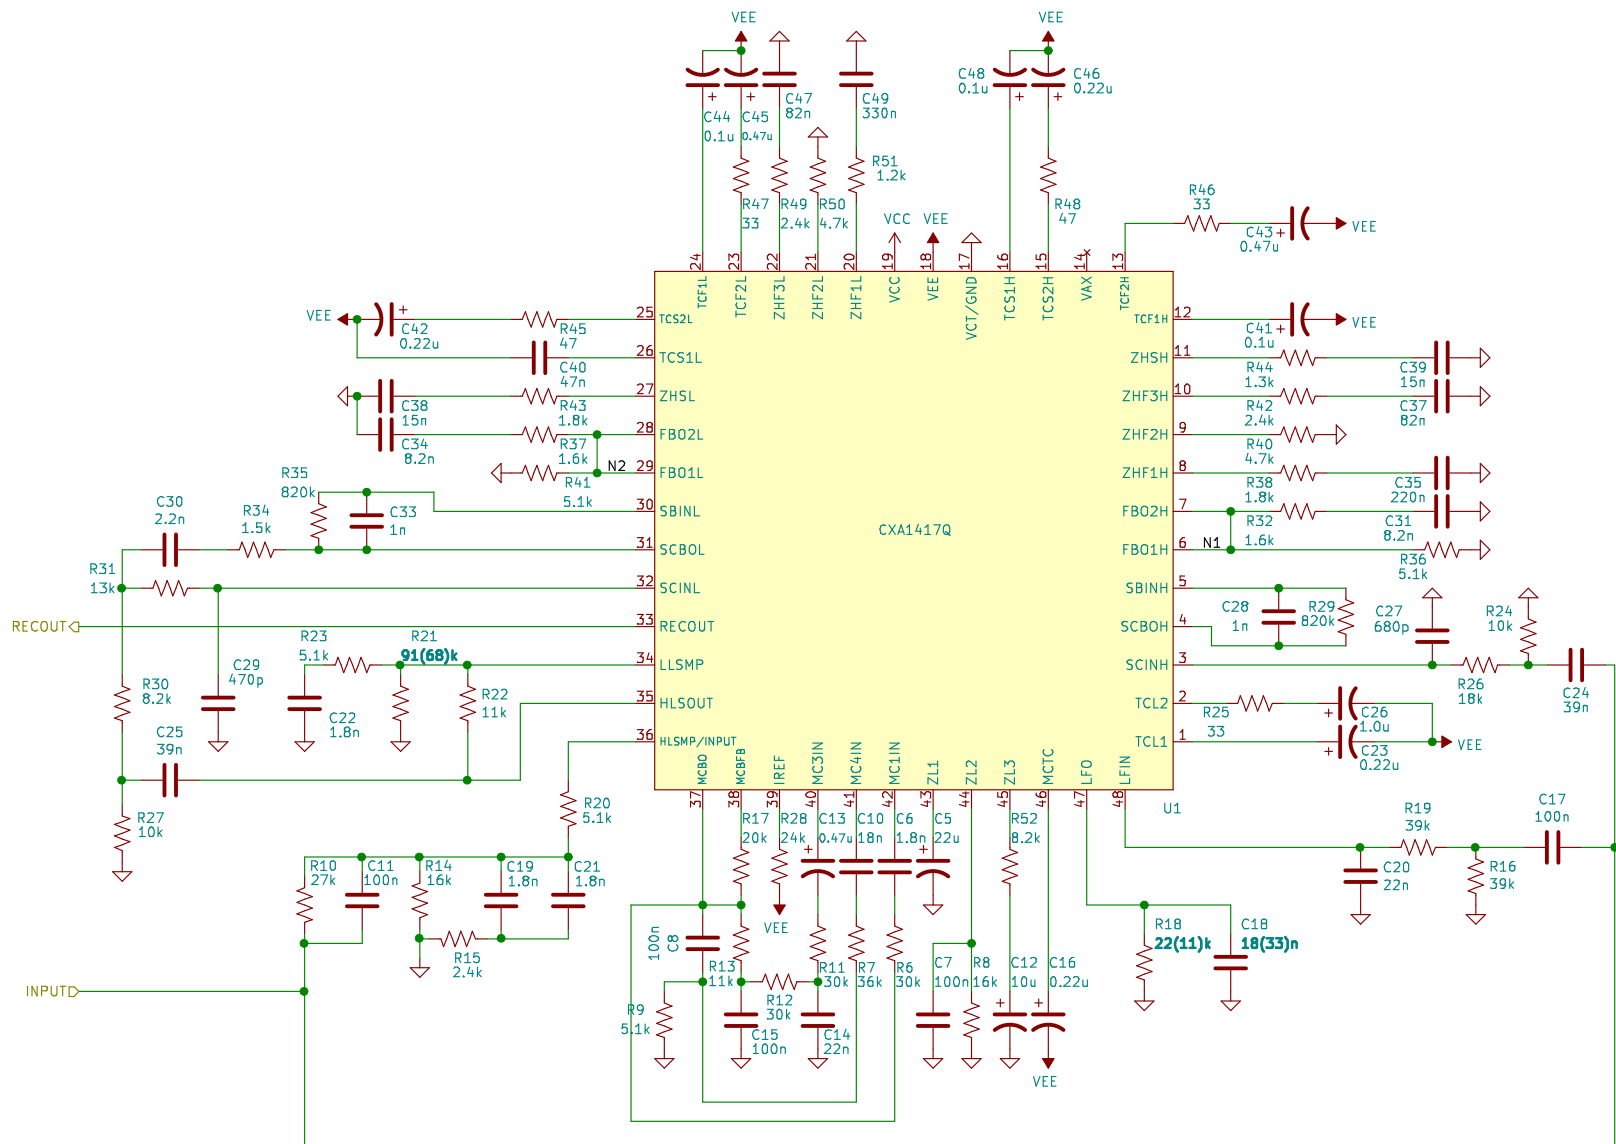 VEE
VEE
C44
0.1u
C45
0.47u
C47
82n
C49
330n
C48
0.1u
C46
0.22u
R47
33
R49
2.4k
R50
4.7k
R51
1.2k
VCC
VEE
R48
47
R46
33
C43
0.47u
VEE
24
23
22
21
20
19
18
17
16
15
14
13
TCF1L
TCF2L
ZHF3L
ZHF2L
ZHF1L
VCC
VEE
VCT/GND
TCS1H
TCS2H
VAX
TCF2H
VEE
C42
0.22u
R45
47
25
TCS2L
TCF1H
12
C41
0.1u
VEE
C40
47n
26
TCS1L
ZHSH
11
R44
1.3k
C39
15n
C38
15n
R43
1.8k
27
ZHSL
ZHF3H
10
R42
2.4k
C37
82n
C34
8.2n
R37
1.6k
28
FBO2L
ZHF2H
9
R40
4.7k
R41
5.1k
N2
29
FBO1L
ZHF1H
8
R38
1.8k
C35
220n
R35
820k
C33
1n
30
SBINL
FBO2H
7
R32
1.6k
C31
8.2n
C30
2.2n
R34
1.5k
31
SCBOL
CXA1417Q
FBO1H
6
N1
R36
5.1k
R31
13k
32
SCINL
SBINH
5
C28
1n
R29
820k
C27
680p
R24
10k
RECOUT
33
RECOUT
SCBOH
4
R23
5.1k
R21
91(68)k
34
LLSMP
SCINH
3
R26
18k
C24
39n
R30
8.2k
C29
470p
C22
1.8n
R22
11k
35
HLSOUT
TCL2
2
R25
33
C26
1.0u
C25
39n
36
HLSMP/INPUT
TCL1
1
C23
0.22u
VEE
MCBO
MCBFB
IREF
MC3IN
MC4IN
MC1IN
ZL1
ZL2
ZL3
MCTC
LFO
LFIN
37
38
39
40
41
42
43
44
45
46
47
48
U1
R27
10k
R20
5.1k
R17
20k
R28
24k
C13
0.47u
C10
18n
C6
1.8n
C5
22u
R52
8.2k
R19
39k
C17
100n
R10
27k
C11
100n
R14
16k
C19
1.8n
C21
1.8n
C20
22n
R16
39k
VEE
R15
2.4k
100n
C8
R18
22(11)k
C18
18(33)n
INPUT
R13
11k
R12
30k
R11
30k
R7
36k
R6
30k
C7
100n
R8
16k
C12
10u
C16
0.22u
R9
5.1k
C15
100n
C14
22n
VEE